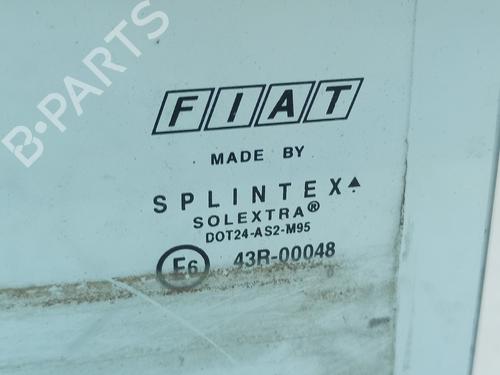 B-PARTS
FIAT
MADE BY
SPLINTEX
SOLEXTRA®
DOT24-AS2-M95
E6 43R-00048